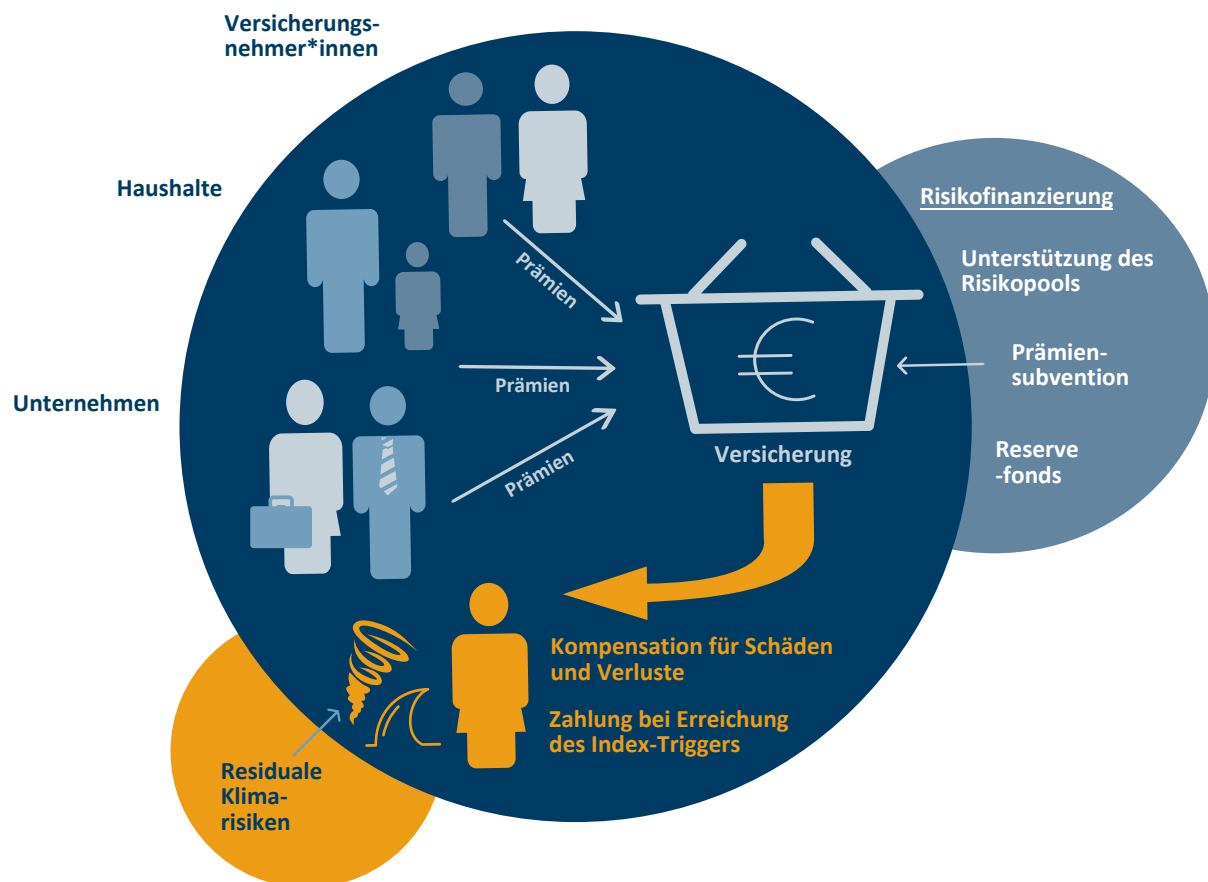 Versicherungs-
nehmer*innen
Haushalte
Unternehmen
Prämien
Prämien
Prämien
Versicherung
Risikofinanzierung
Unterstützung des
Risikopools
Prämien-
subvention
Reserve
-fonds
Kompensation für Schäden
und Verluste
Zahlung bei Erreichung
des Index-Triggers
Residuale
Klima-
risiken